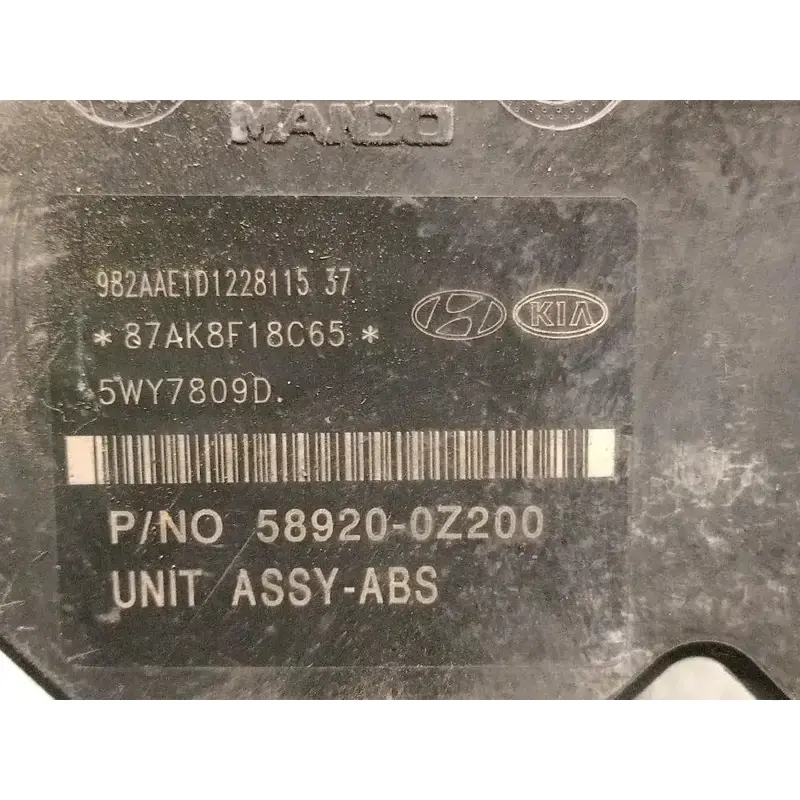 MANDO
982AAE1D1228115 37
*87AK8F18C65*
KIA
5WY7809D.
P/NO 58920-0Z200
UNIT ASSY-ABS